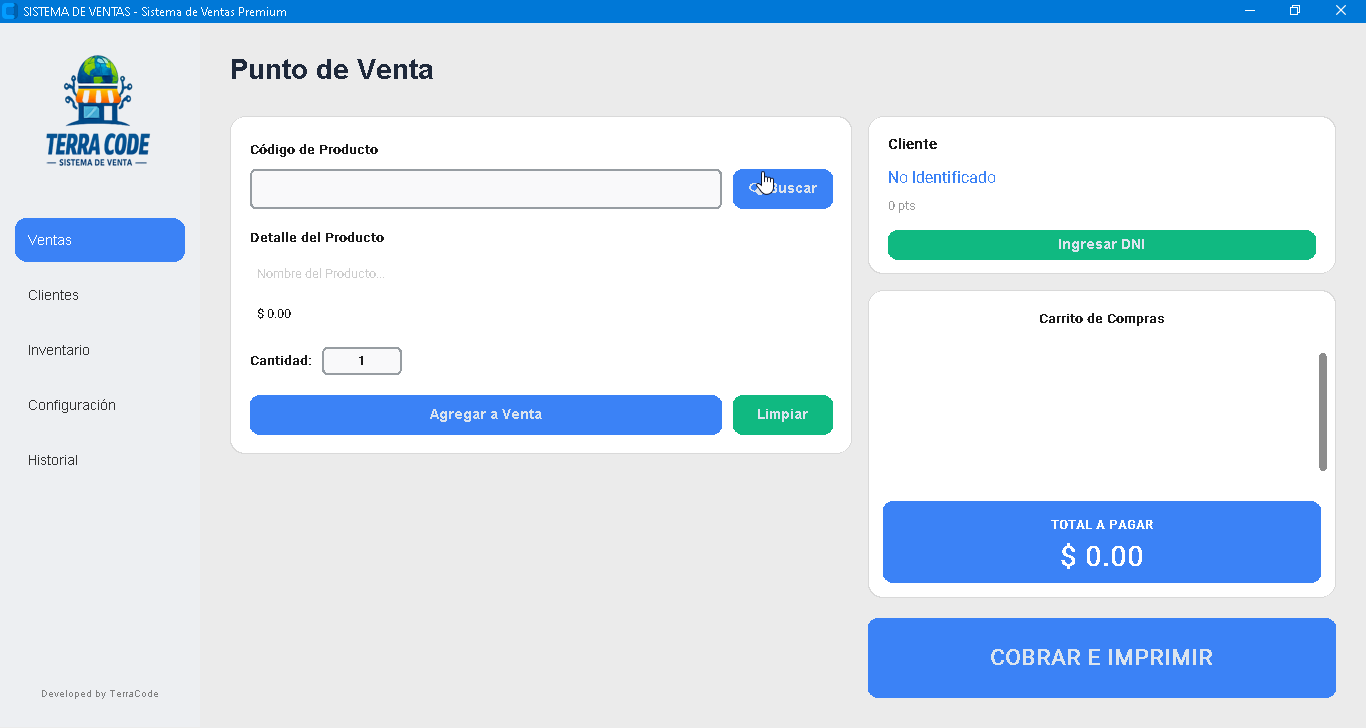 SISTEMA DE VENTAS - Sistema de Ventas Premium
TERRA CODE
SISTEMA DE VENTA
Ventas
Clientes
Inventario
Configuración
Historial
Developed by TerraCode
Punto de Venta
Código de Producto
Buscar
Detalle del Producto
Nombre del Producto...
$ 0.00
Cantidad: 1
Agregar a Venta
Limpiar
Cliente
No Identificado
0 pts
Ingresar DNI
Carrito de Compras
TOTAL A PAGAR
$ 0.00
COBRAR E IMPRIMIR